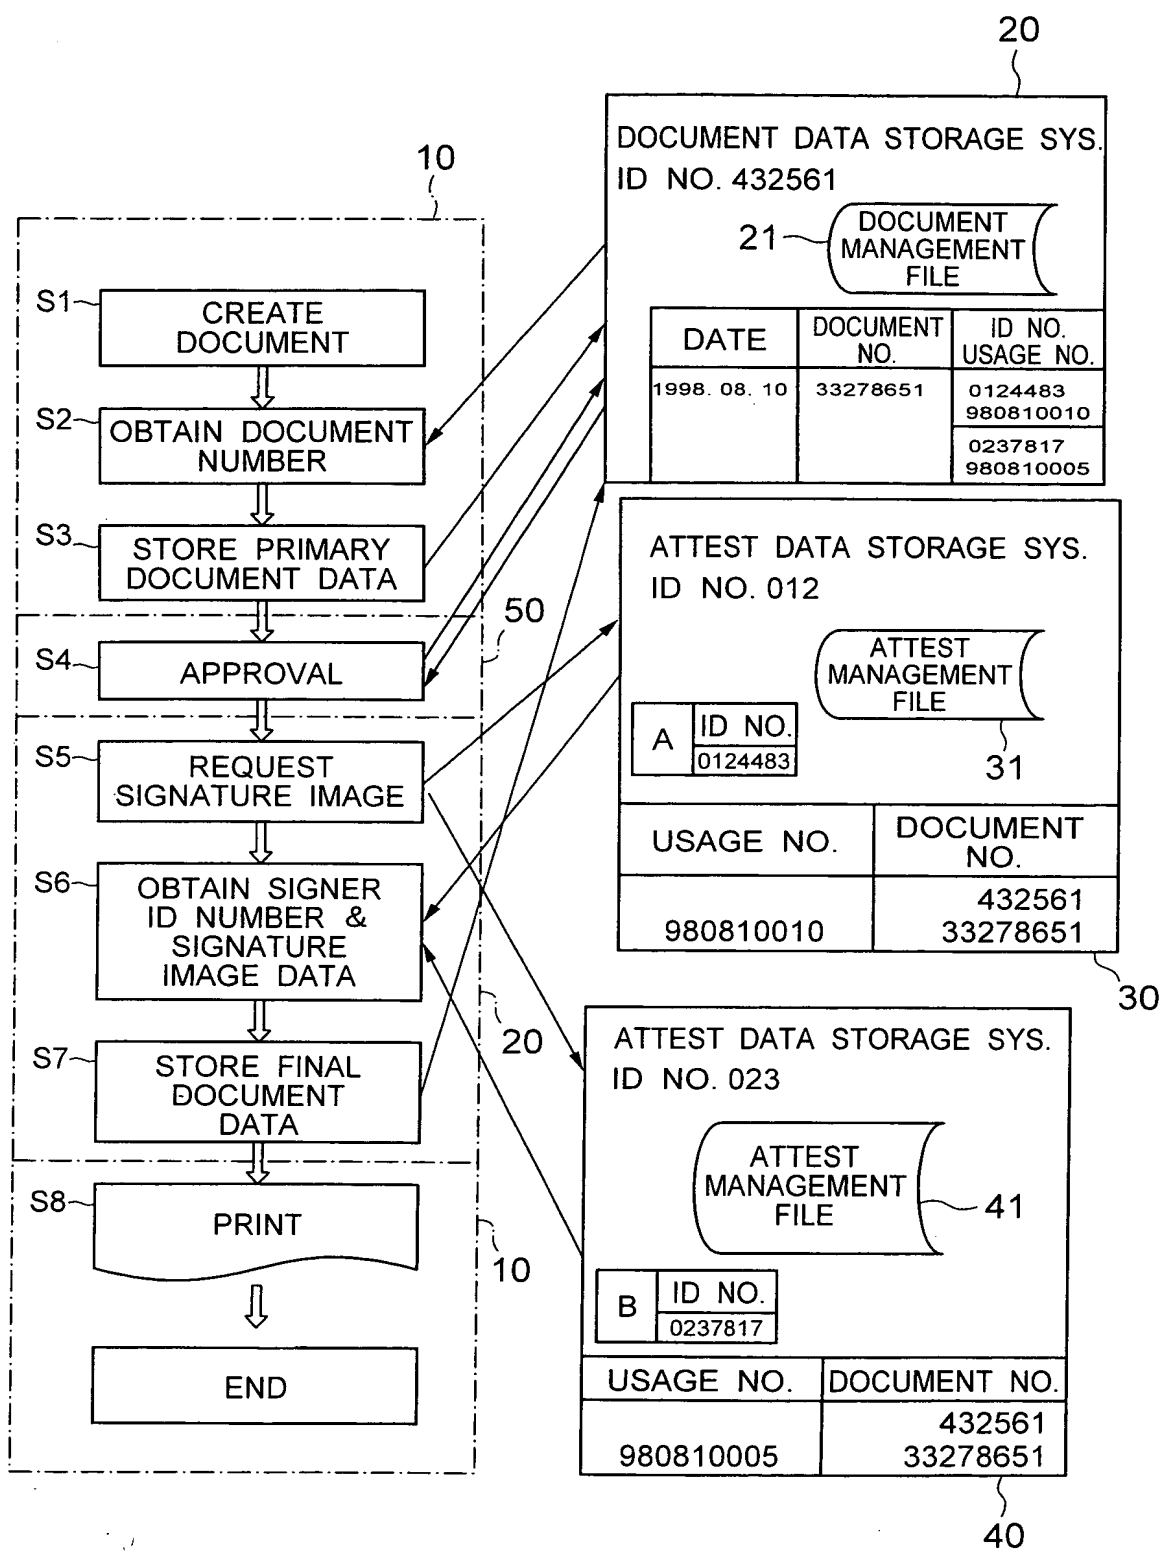 10
S1
CREATE
DOCUMENT
S2
OBTAIN DOCUMENT
NUMBER
S3
STORE PRIMARY
DOCUMENT DATA
50
S4
APPROVAL
S5
REQUEST
SIGNATURE IMAGE
S6
OBTAIN SIGNER
ID NUMBER &
SIGNATURE
IMAGE DATA
20
S7
STORE FINAL
DOCUMENT
DATA
S8
PRINT
10
END
20
DOCUMENT DATA STORAGE SYS.
ID NO. 432561
21
DOCUMENT
MANAGEMENT
FILE
DATE
DOCUMENT
NO.
ID NO.
USAGE NO.
1998. 08. 10
33278651
0124483
980810010
0237817
980810005
ATTEST DATA STORAGE SYS.
ID NO. 012
ATTEST
MANAGEMENT
FILE
31
A
ID NO.
0124483
USAGE NO.
DOCUMENT
NO.
980810010
432561
33278651
30
ATTEST DATA STORAGE SYS.
ID NO. 023
ATTEST
MANAGEMENT
FILE
41
B
ID NO.
0237817
USAGE NO.
DOCUMENT NO.
980810005
432561
33278651
40